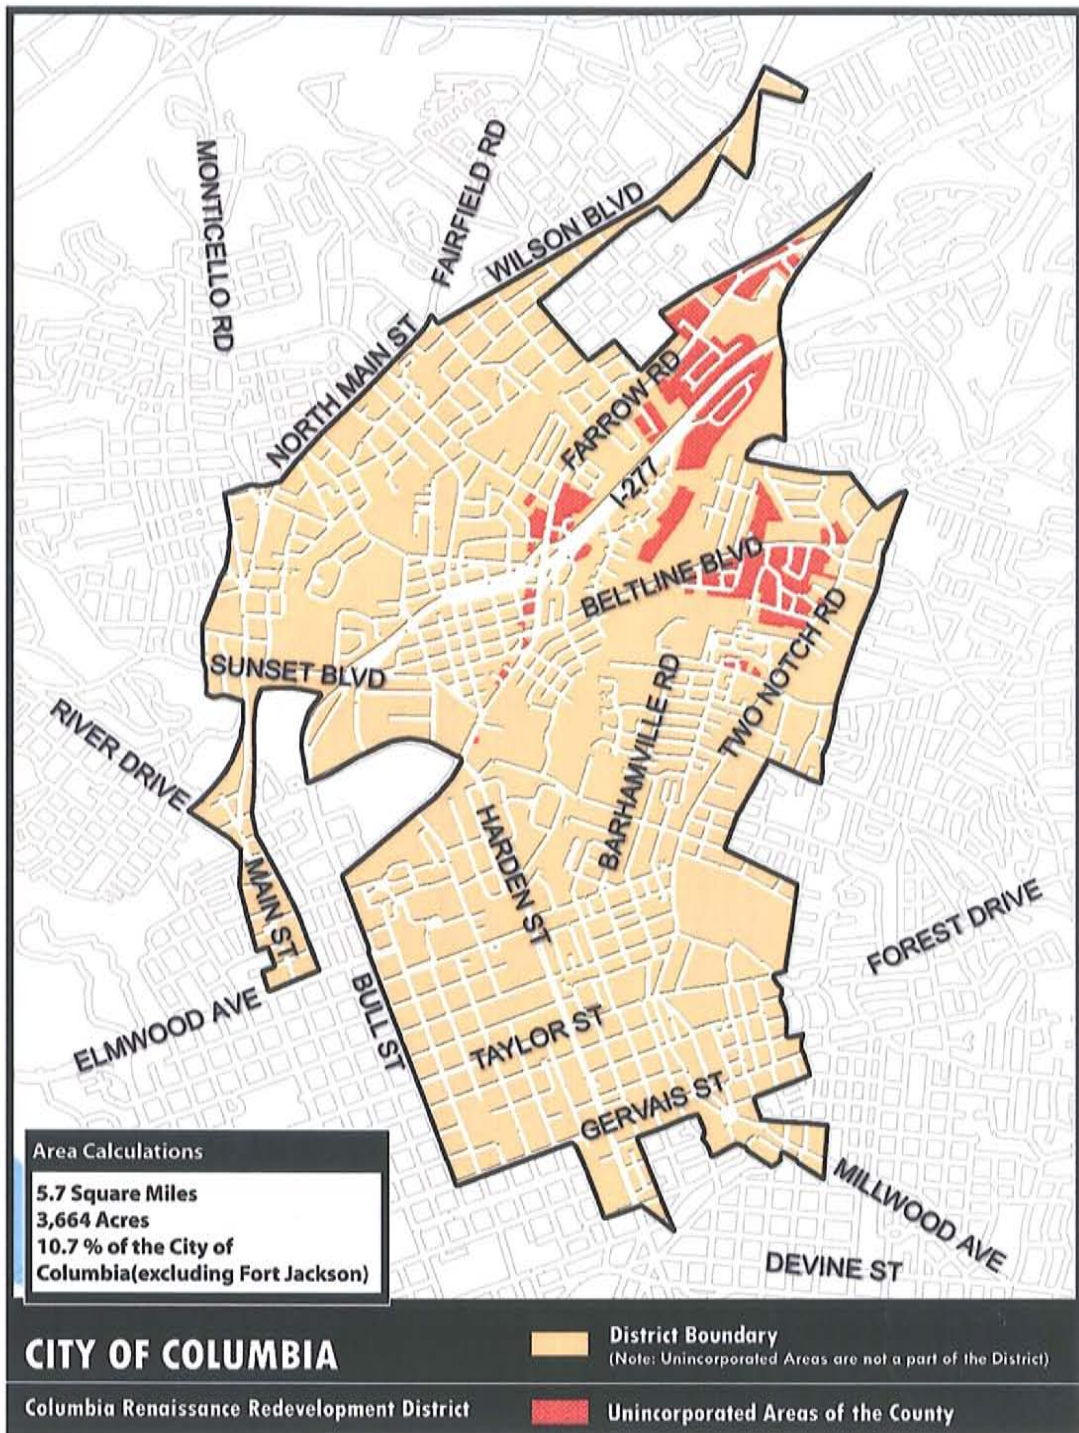 MONTICELLO RD
FAIRFIELD RD
WILSON BLVD
NORTH MAIN ST
FARROW RD
I-277
BELTLINE BLVD
SUNSET BLVD
RIVER DRIVE
TWO NOTCH RD
BARHAMVILLE RD
HARDEN ST
MAIN ST
FOREST DRIVE
ELMWOOD AVE
BULL ST
TAYLOR ST
GERVAIS ST
MILLWOOD AVE
DEVINE ST
Area Calculations
5.7 Square Miles
3,664 Acres
10.7 % of the City of
Columbia(excluding Fort Jackson)
CITY OF COLUMBIA
District Boundary
(Note: Unincorporated Areas are not a part of the District)
Columbia Renaissance Redevelopment District
Unincorporated Areas of the County